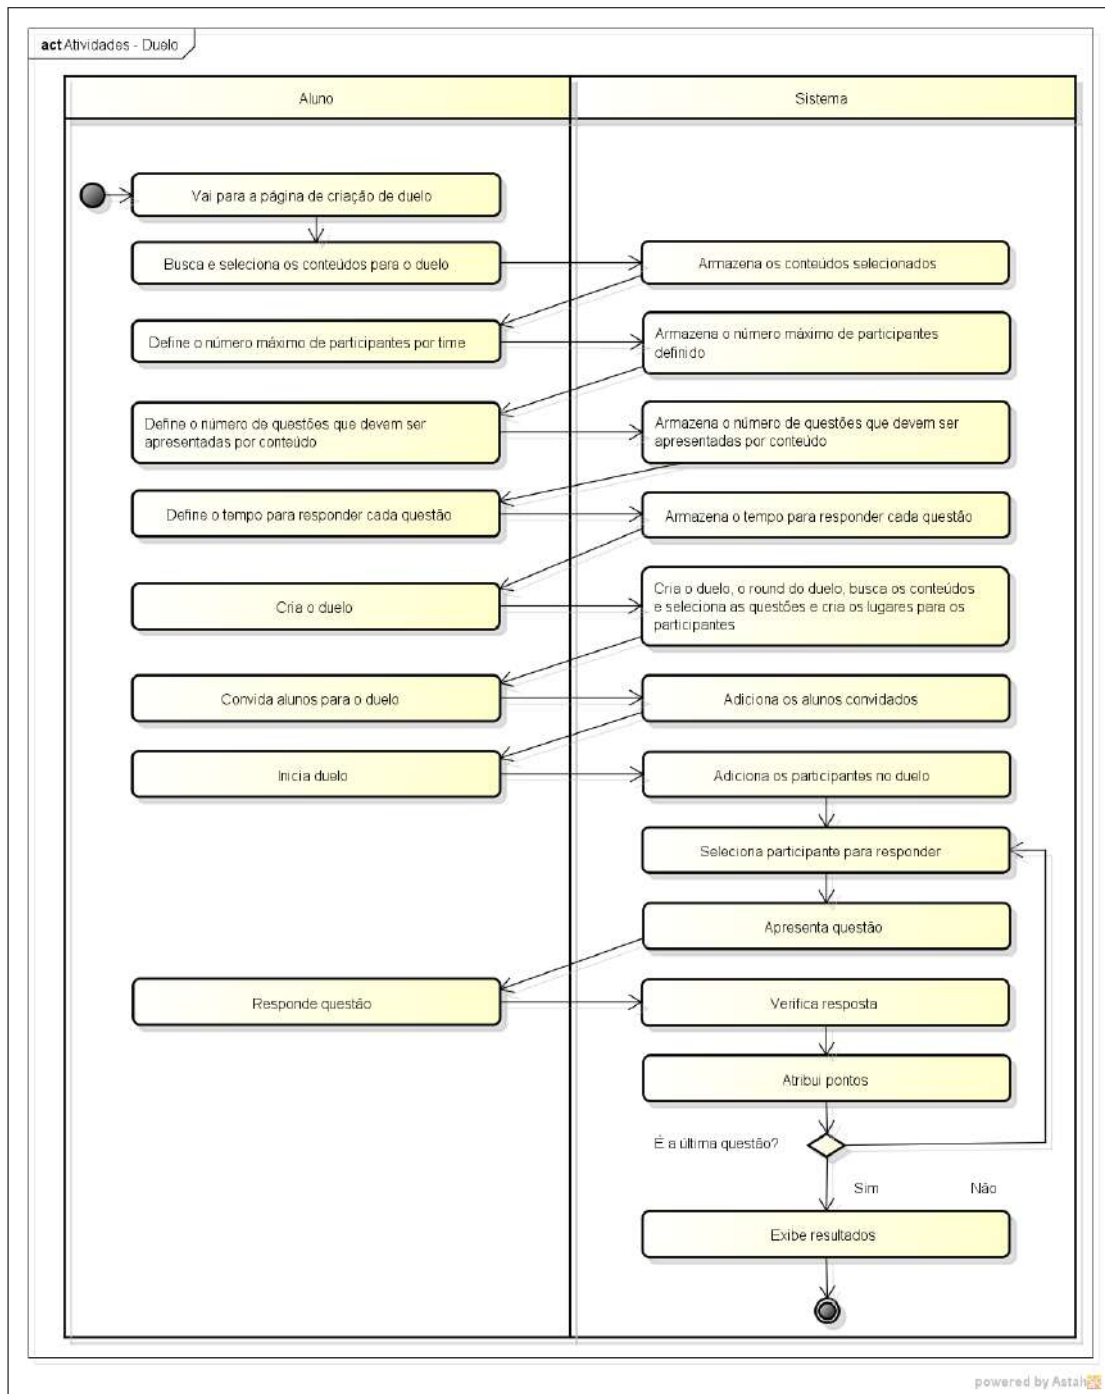 act Atividades - Duelo
Aluno
Sistema
Vai para a página de criação de duelo
Busca e seleciona os conteúdos para o duelo
Armazena os conteúdos selecionados
Define o número máximo de participantes por time
Armazena o número máximo de participantes
definido
Define o número de questões que devem ser
apresentadas por conteúdo
Armazena o número de questões que devem ser
apresentadas por conteúdo
Define o tempo para responder cada questão
Armazena o tempo para responder cada questão
Cria o duelo
Cria o duelo, o round do duelo, busca os conteúdos
e seleciona as questões e cria os lugares para os
participantes
Convida alunos para o duelo
Adiciona os alunos convidados
Inicia duelo
Adiciona os participantes no duelo
Seleciona participante para responder
Apresenta questão
Responde questão
Verifica resposta
Atribui pontos
É a última questão?
Sim
Não
Exibe resultados
powered by Astah